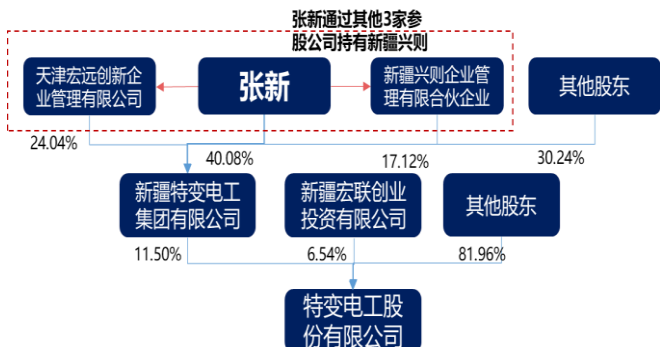 张新通过其他3家参
股公司持有新疆兴则
天津宏远创新企
业管理有限公司
张新
新疆兴则企业管
理有限合伙企业
其他股东
24.04%
40.08%
17.12%
30.24%
新疆特变电工
集团有限公司
新疆宏联创业
投资有限公司
其他股东
11.50%
6.54%
81.96%
特变电工股
份有限公司